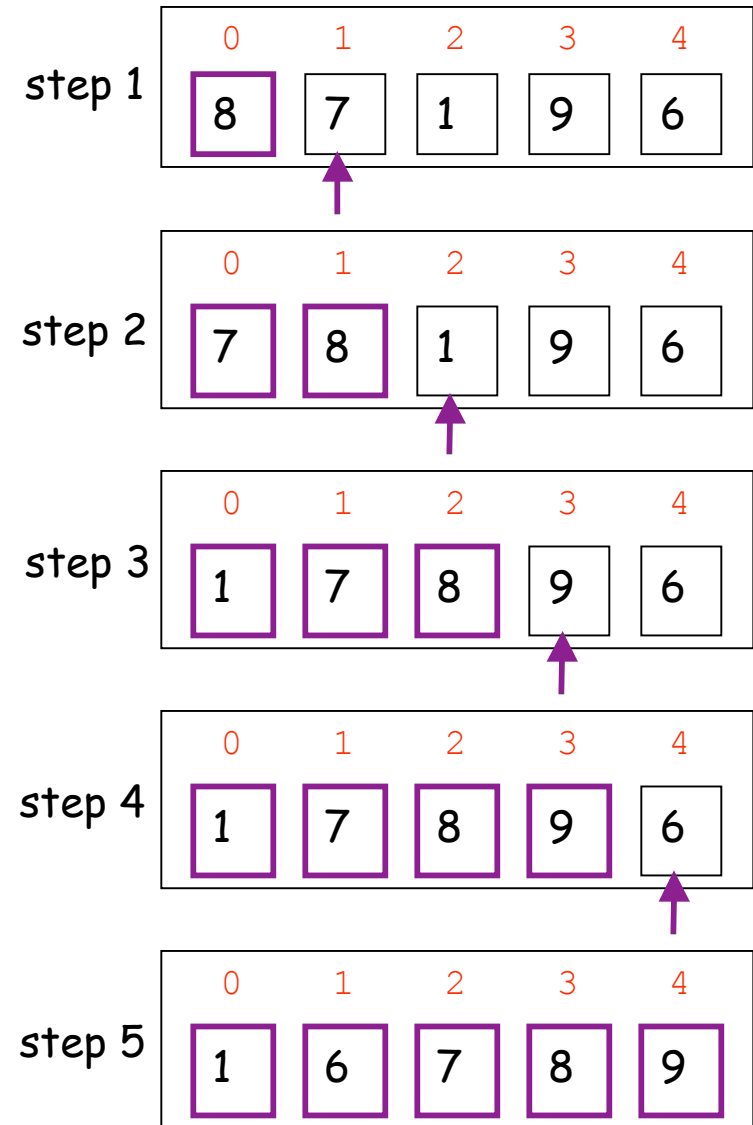 0 1 2 3 4
step 1 8 7 1 9 6
0 1 2 3 4
step 2 7 8 1 9 6
0 1 2 3 4
step 3 1 7 8 9 6
0 1 2 3 4
step 4 1 7 8 9 6
0 1 2 3 4
step 5 1 6 7 8 9